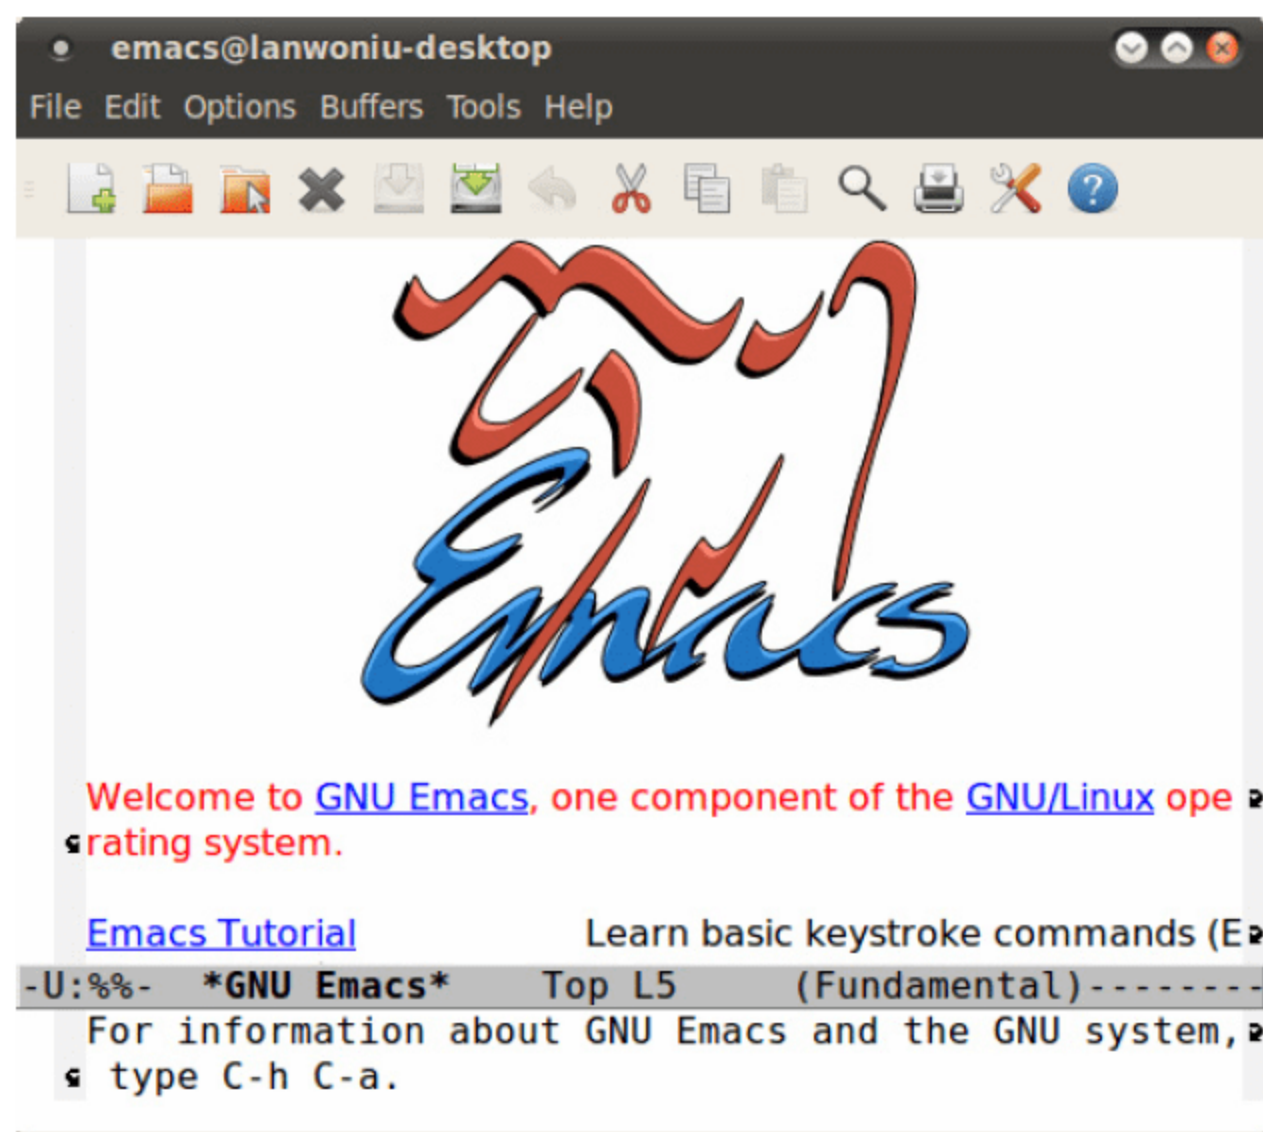 emacs@lanwoniu-desktop
File Edit Options Buffers Tools Help
Emacs
Welcome to GNU Emacs, one component of the GNU/Linux ope
rating system.
Emacs Tutorial Learn basic keystroke commands (E
-U:%%- *GNU Emacs* Top L5 (Fundamental)--------
For information about GNU Emacs and the GNU system,
type C-h C-a.